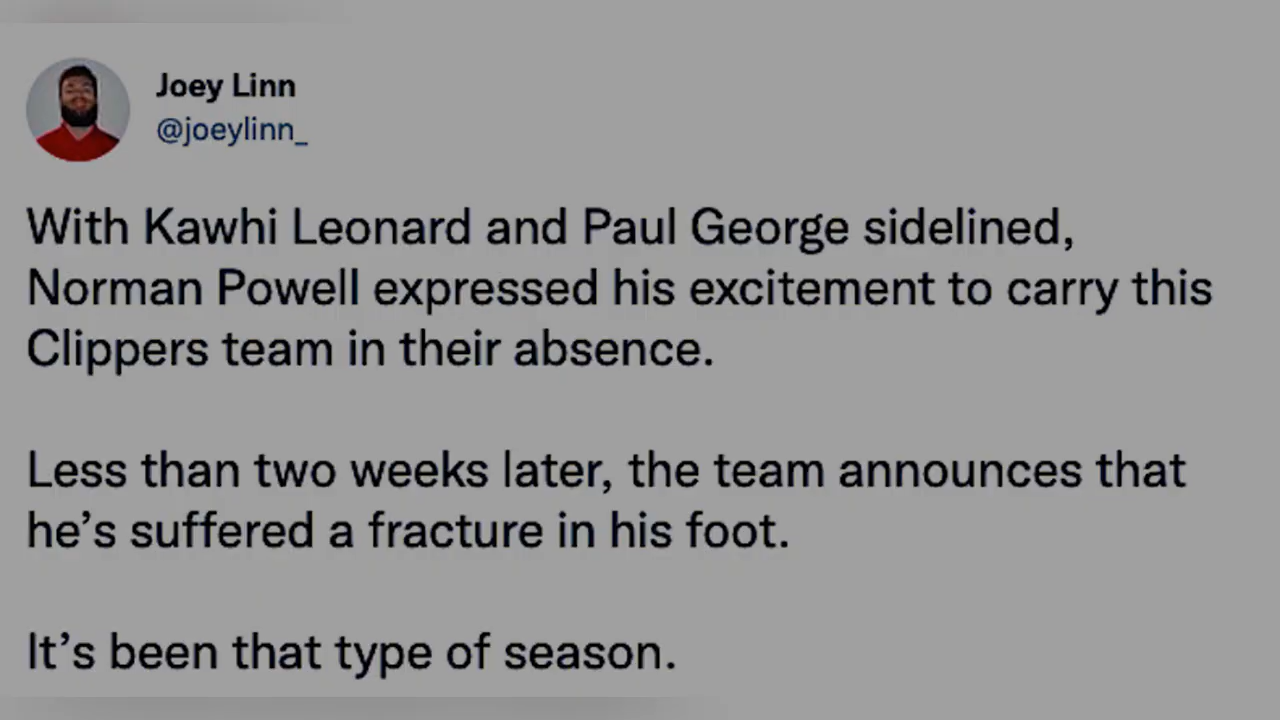 Joey Linn
@joeylinn_
With Kawhi Leonard and Paul George sidelined,
Norman Powell expressed his excitement to carry this
Clippers team in their absence.
Less than two weeks later, the team announces that
he’s suffered a fracture in his foot.
It’s been that type of season.